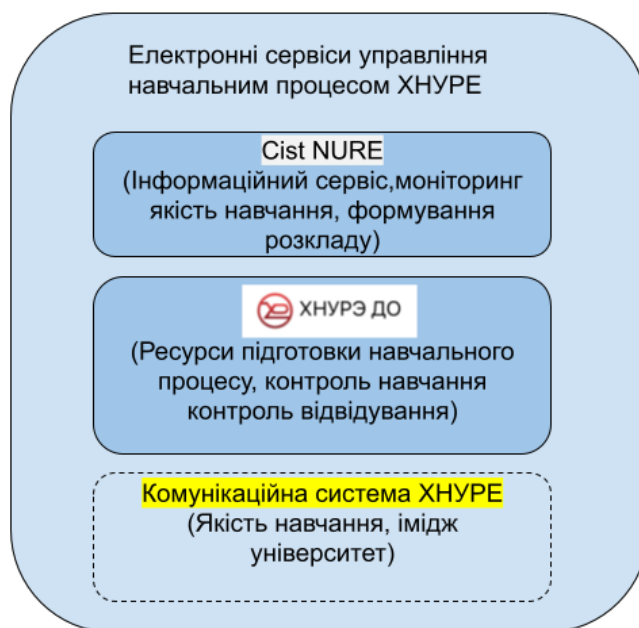 Електронні сервіси управління
навчальним процесом ХНУРЕ
Cist NURE
(Інформаційний сервіс,моніторинг
якість навчання, формування
розкладу)
ХНУРЭ ДО
(Ресурси підготовки навчального
процесу, контроль навчання
контроль відвідування)
Комунікаційна система ХНУРЕ
(Якість навчання, імідж
університет)